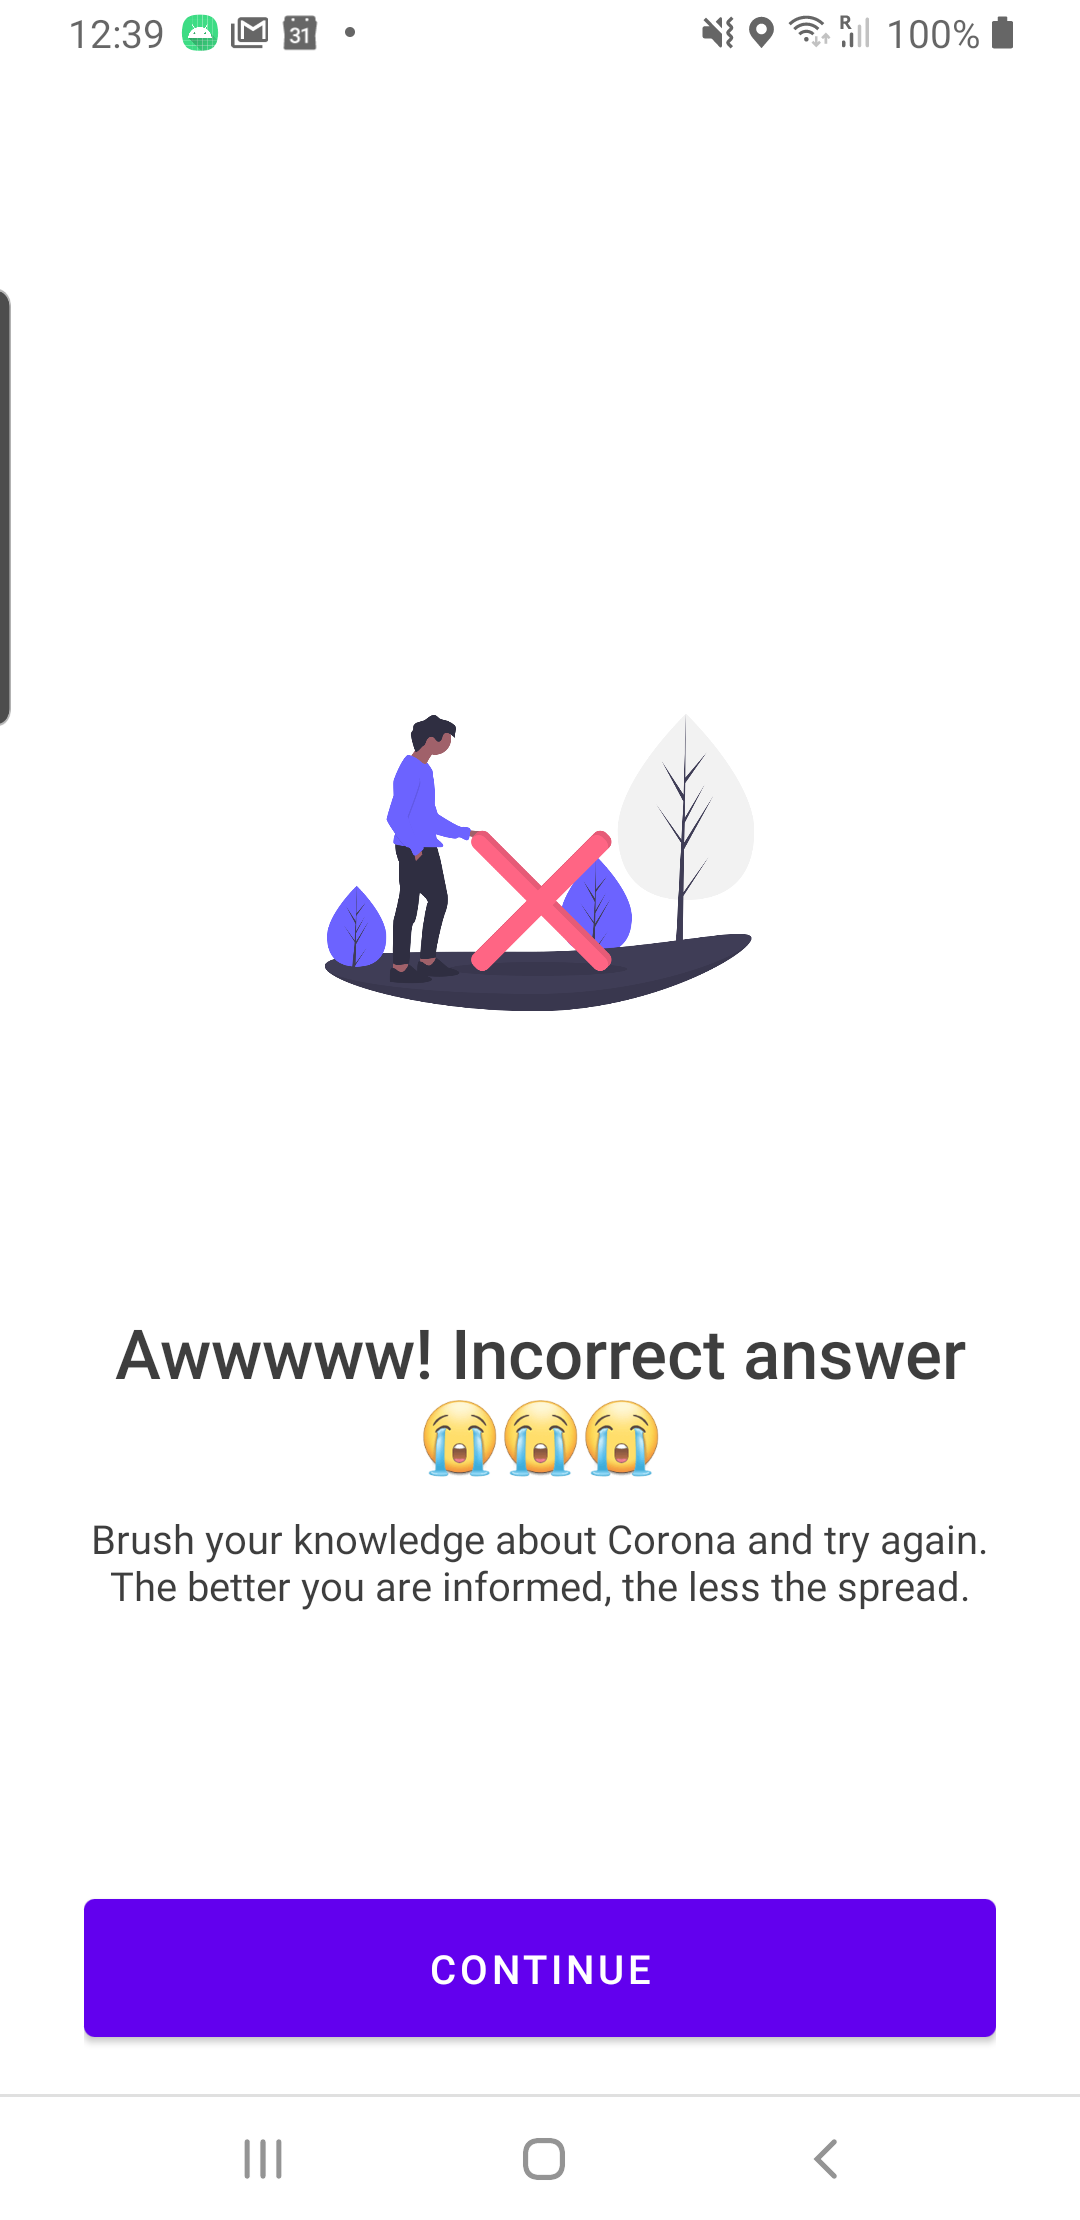 12:39 31 R 100%
Awwwww! Incorrect answer
😭😭😭
Brush your knowledge about Corona and try again.
The better you are informed, the less the spread.
CONTINUE